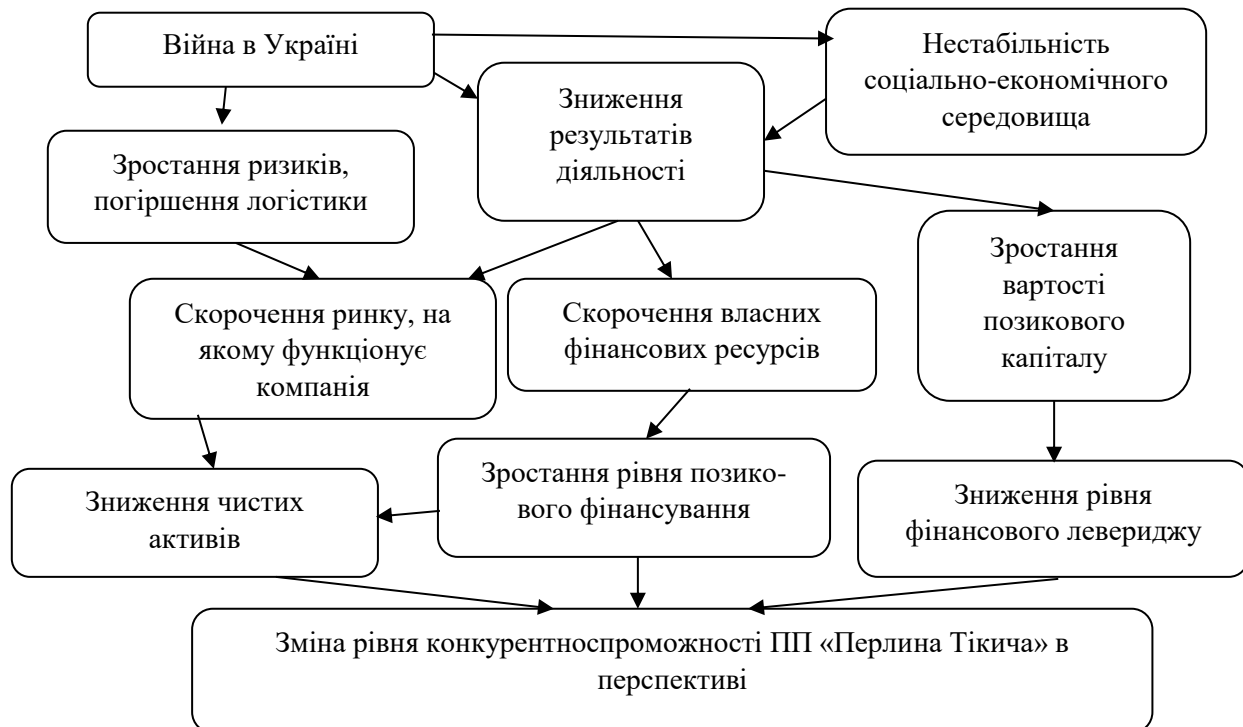 Війна в Україні
Нестабільність
соціально-економічного
середовища
Зниження
результатів
діяльності
Зростання ризиків,
погіршення логістики
Зростання
вартості
позикового
капіталу
Скорочення ринку, на
якому функціонує
компанія
Скорочення власних
фінансових ресурсів
Зростання рівня позико-
вого фінансування
Зниження чистих
активів
Зниження рівня
фінансового левериджу
Зміна рівня конкурентноспроможності ПП «Перлина Тікича» в
перспективі